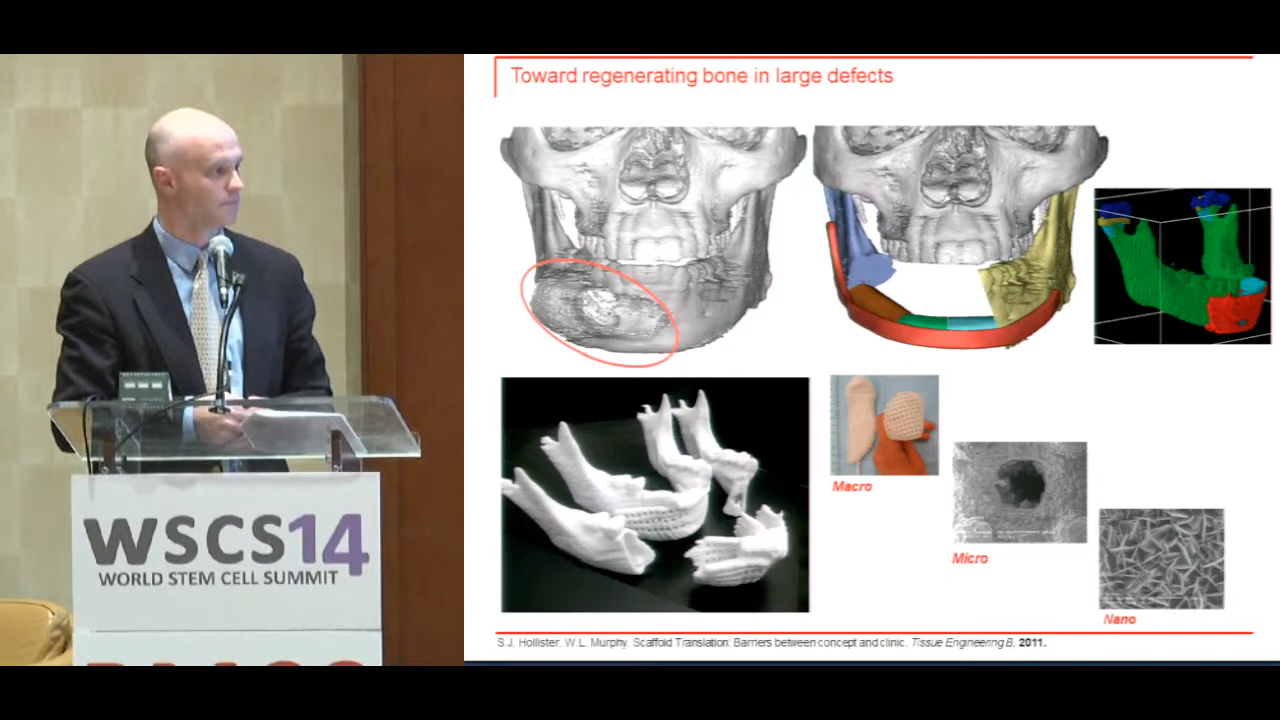 Toward regenerating bone in large defects
Macro
Micro
Nano
S.J. Hollister, W.L. Murphy. Scaffold Translation: Barriers between concept and clinic. Tissue Engineering B, 2011.
WSCS14
WORLD STEM CELL SUMMIT